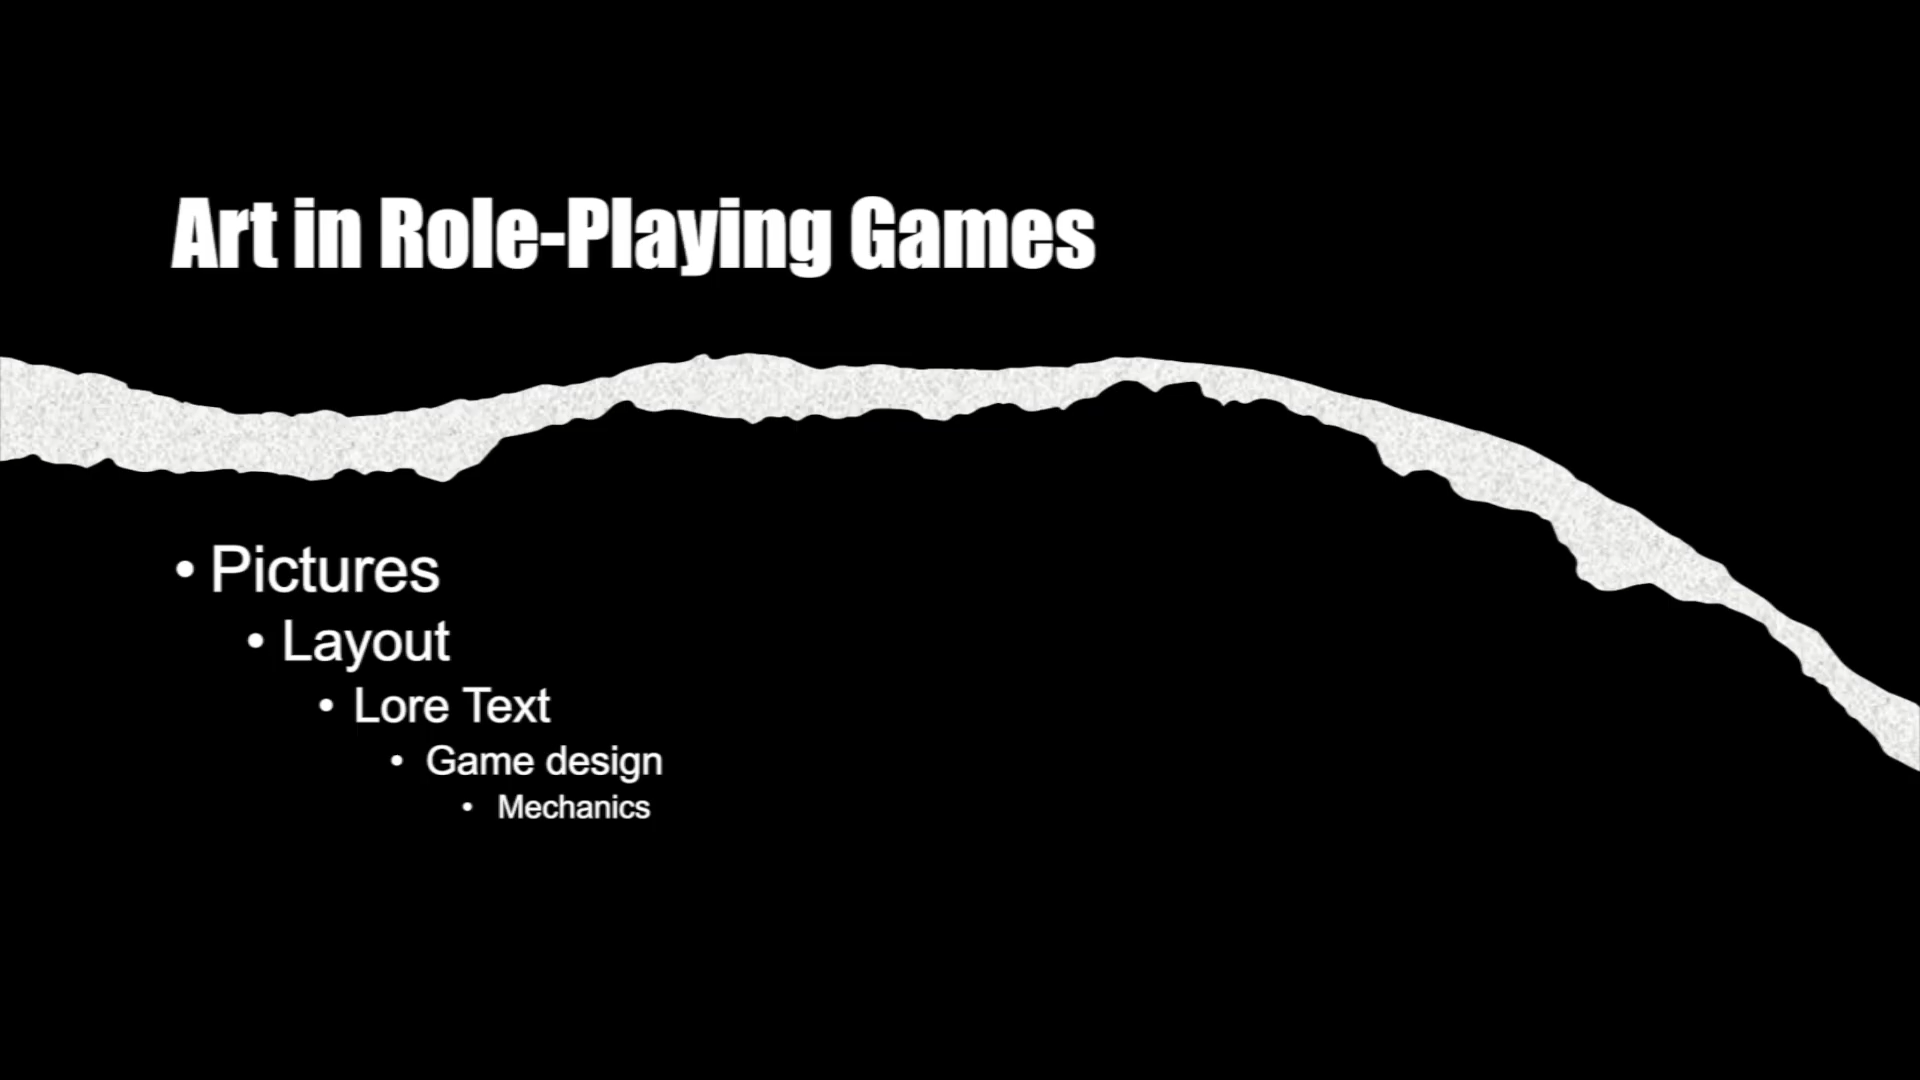 Art in Role-Playing Games
• Pictures
• Layout
• Lore Text
• Game design
• Mechanics